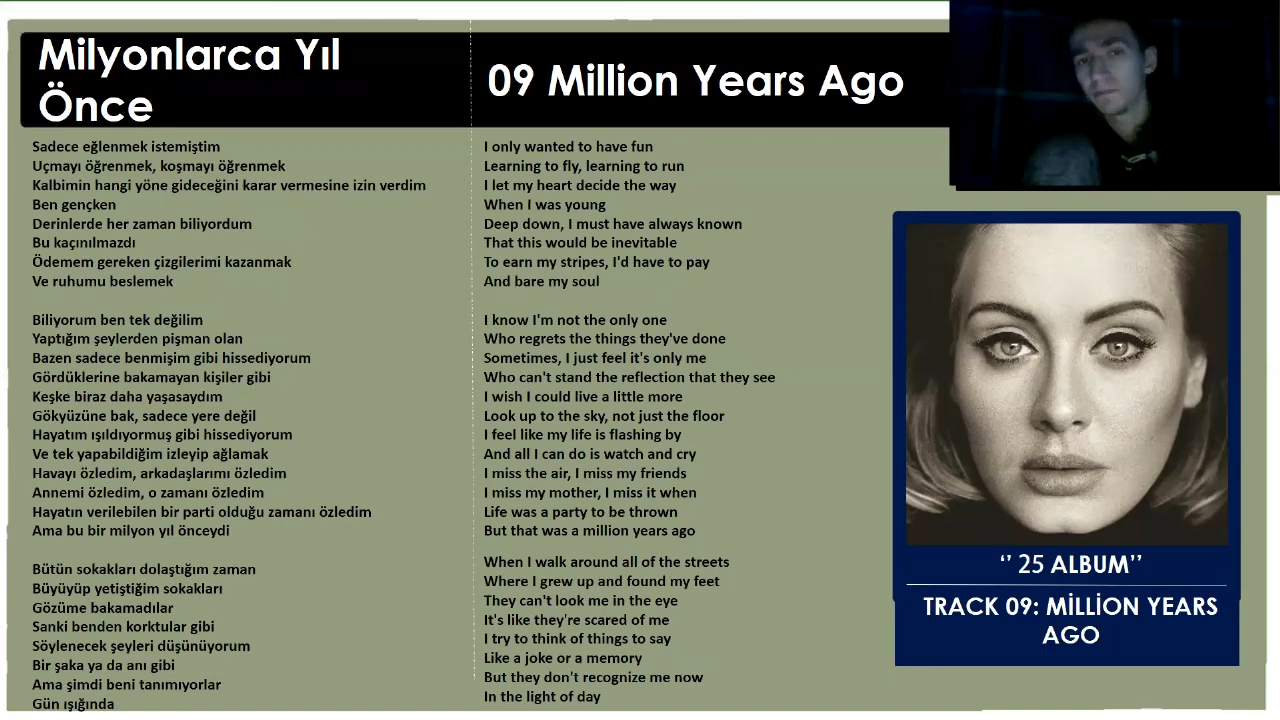 Milyonlarca Yıl
Önce
Sadece eğlenmek istemiştim
Uçmayı öğrenmek, koşmayı öğrenmek
Kalbimin hangi yöne gideceğini karar vermesine izin verdim
Ben gençken
Derinlerde her zaman biliyordum
Bu kaçınılmazdı
Ödemem gereken çizgilerimi kazanmak
Ve ruhumu beslemek
Biliyorum ben tek değilim
Yaptığım şeylerden pişman olan
Bazen sadece benmişim gibi hissediyorum
Gördüklerine bakamayan kişiler gibi
Keşke biraz daha yaşasaydım
Gökyüzüne bak, sadece yere değil
Hayatım ışıldıyormuş gibi hissediyorum
Ve tek yapabildiğim izleyip ağlamak
Havayı özledim, arkadaşlarımı özledim
Annemi özledim, o zamanı özledim
Hayatın verilebilen bir parti olduğu zamanı özledim
Ama bu bir milyon yıl önceydi
Bütün sokakları dolaştığım zaman
Büyüyüp yetiştiğim sokakları
Gözüme bakamadılar
Sanki benden korktular gibi
Söylenecek şeyleri düşünüyorum
Bir şaka ya da anı gibi
Ama şimdi beni tanımıyorlar
Gün ışığında
09 Million Years Ago
I only wanted to have fun
Learning to fly, learning to run
I let my heart decide the way
When I was young
Deep down, I must have always known
That this would be inevitable
To earn my stripes, I'd have to pay
And bare my soul
I know I'm not the only one
Who regrets the things they've done
Sometimes, I just feel it's only me
Who can't stand the reflection that they see
I wish I could live a little more
Look up to the sky, not just the floor
I feel like my life is flashing by
And all I can do is watch and cry
I miss the air, I miss my friends
I miss my mother, I miss it when
Life was a party to be thrown
But that was a million years ago
When I walk around all of the streets
Where I grew up and found my feet
They can't look me in the eye
It's like they're scared of me
I try to think of things to say
Like a joke or a memory
But they don't recognize me now
In the light of day
‘’ 25 ALBUM’’
TRACK 09: MİLLİON YEARS
AGO